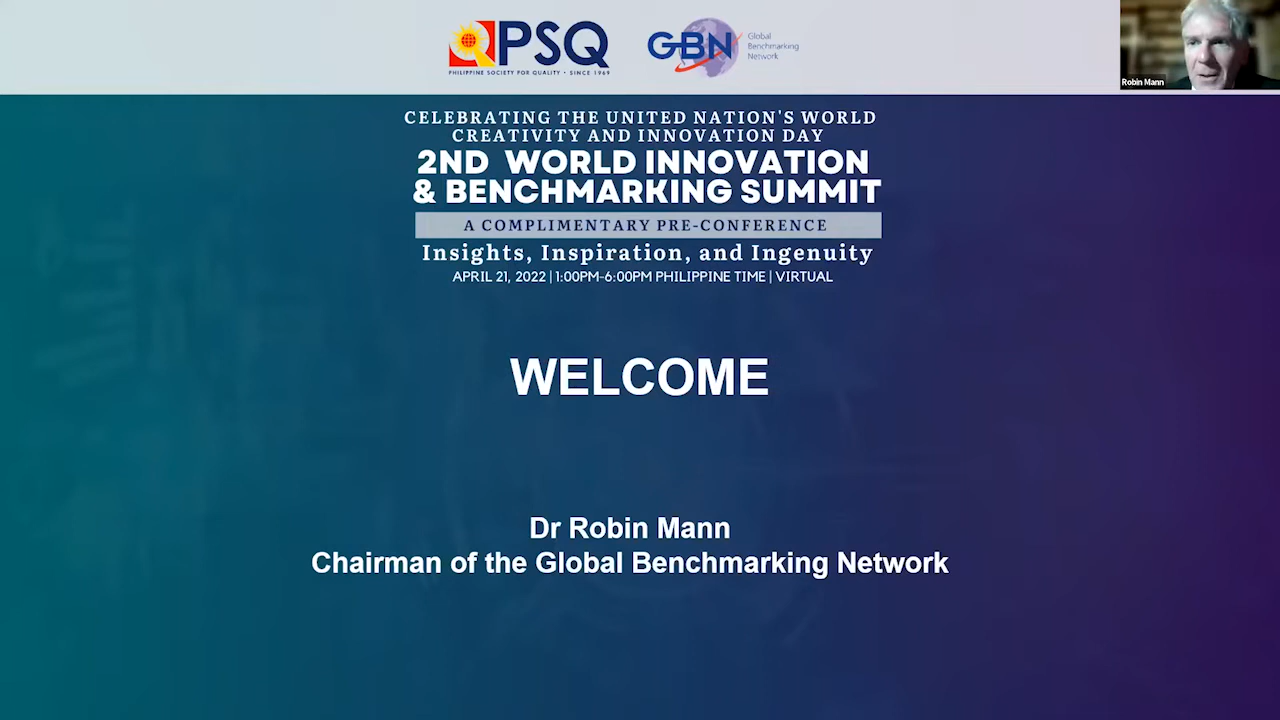 PSQ
PHILIPPINE SOCIETY FOR QUALITY • SINCE 1969
GBN
Global
Benchmarking
Network
Robin Mann
CELEBRATING THE UNITED NATION'S WORLD
CREATIVITY AND INNOVATION DAY
2ND WORLD INNOVATION
& BENCHMARKING SUMMIT
A COMPLIMENTARY PRE-CONFERENCE
Insights, Inspiration, and Ingenuity
APRIL 21, 2022 | 1:00PM-6:00PM PHILIPPINE TIME | VIRTUAL
WELCOME
Dr Robin Mann
Chairman of the Global Benchmarking Network